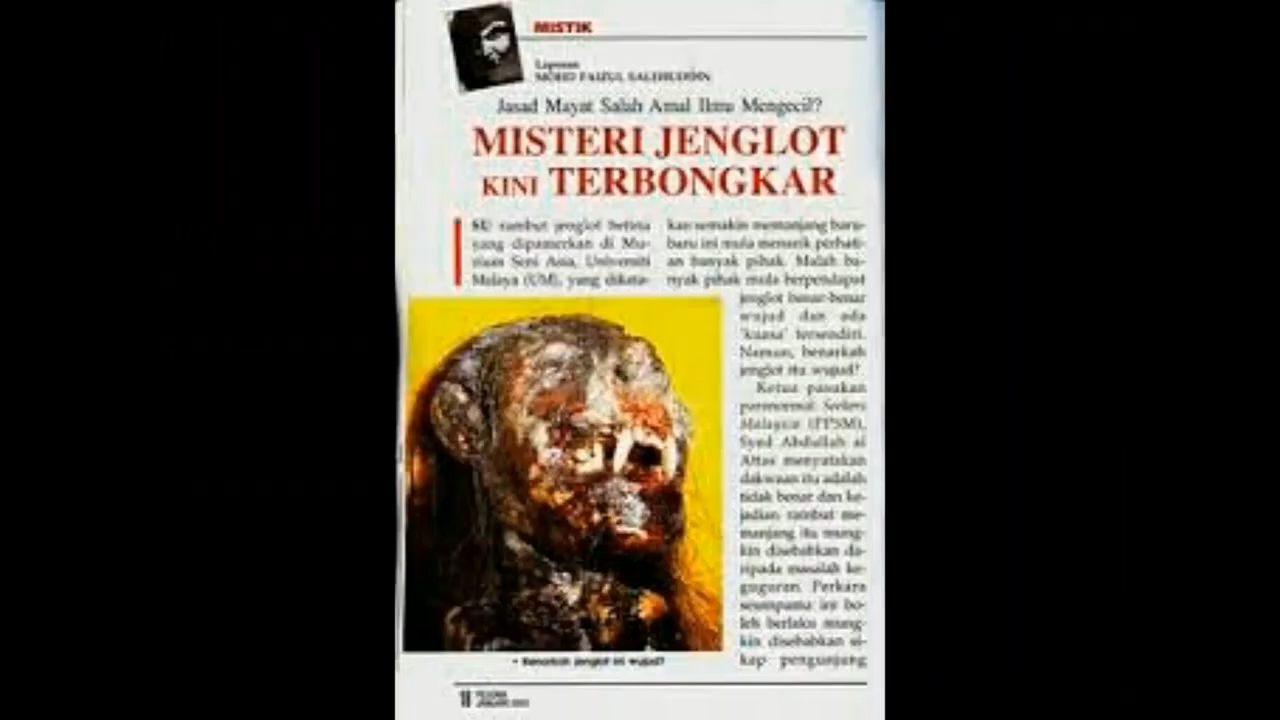 MISTIK
Laporan
MOHD FAIZUL SALEHUDDIN
Jasad Mayat Salah Amal Ilmu Mengecil?
MISTERI JENGLOT
KINI TERBONGKAR
ISU rambut jenglot betina
yang dipamerkan di Mu-
zium Seni Asia, Universiti
Malaya (UM), yang dikata-
kan semakin memanjang baru-
baru ini mula menarik perhati-
an banyak pihak. Malah ba-
nyak pihak mula berpendapat
jenglot benar-benar
wujud dan ada
'kuasa' tersendiri.
Namun, benarkah
jenglot itu wujud?
Ketua pasukan
paranormal Seekers
Malaysia (PPSM),
Syed Abdullah al
Attas menyatakan
dakwaan itu adalah
tidak benar dan ke-
jadian rambut me-
manjang itu mung-
kin disebabkan da-
ripada masalah ke-
guguran. Perkara
seumpama ini bo-
leh berlaku mung-
kin disebabkan si-
kap pengunjung
• Benarkah jenglot ini wujud?
18
JANUARI